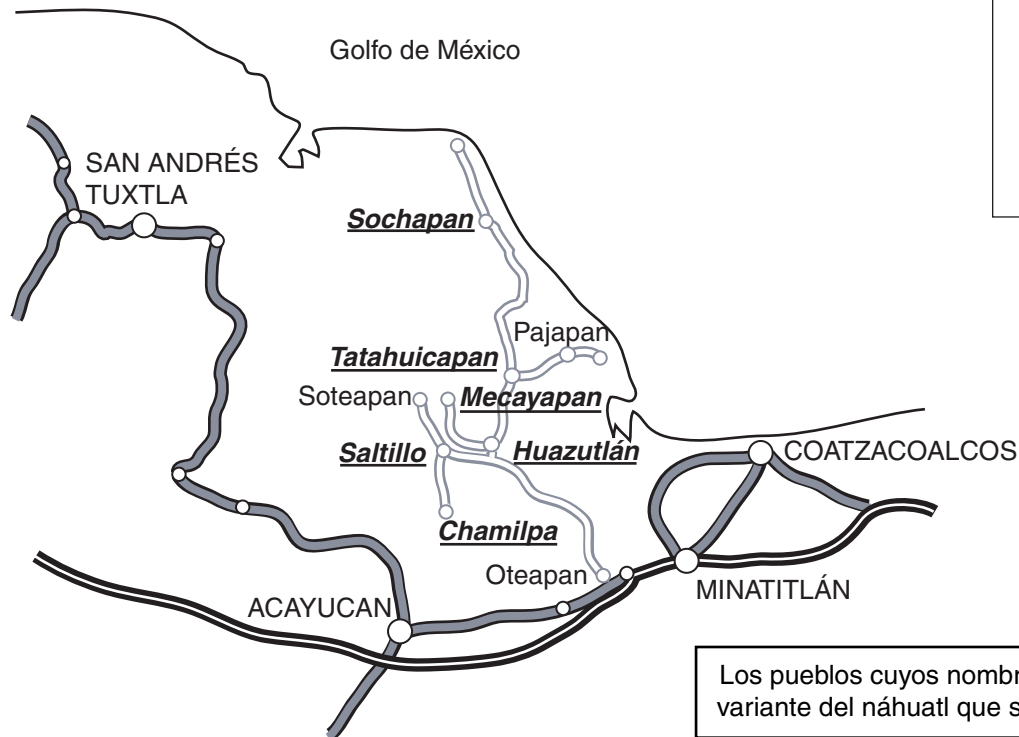 Golfo de México
SAN ANDRÉS
TUXTLA
Sochapan
Pajapan
Tatahuicapan
Soteapan
Mecayapan
Saltillo
Huazutlán
COATZACOALCOS
Chamilpa
Oteapan
MINATITLÁN
ACAYUCAN
Los pueblos cuyos
variante del náhuatl que